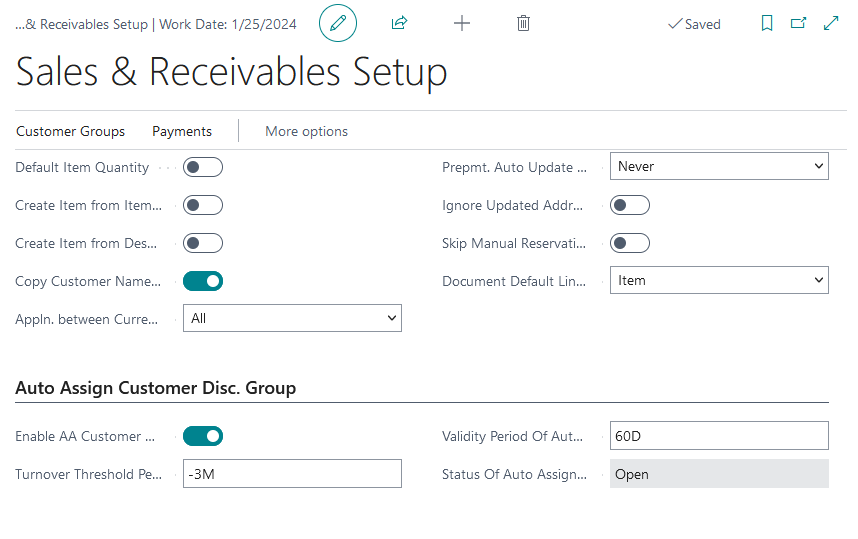 ...& Receivables Setup | Work Date: 1/25/2024
Saved
Sales & Receivables Setup
Customer Groups Payments More options
Default Item Quantity
Prepmt. Auto Update ... Never
Create Item from Item...
Ignore Updated Addr...
Create Item from Des...
Skip Manual Reservati...
Copy Customer Name...
Document Default Lin... Item
Appln. between Curre... All
Auto Assign Customer Disc. Group
Enable AA Customer ...
Validity Period Of Aut... 60D
Turnover Threshold Pe... -3M
Status Of Auto Assign... Open